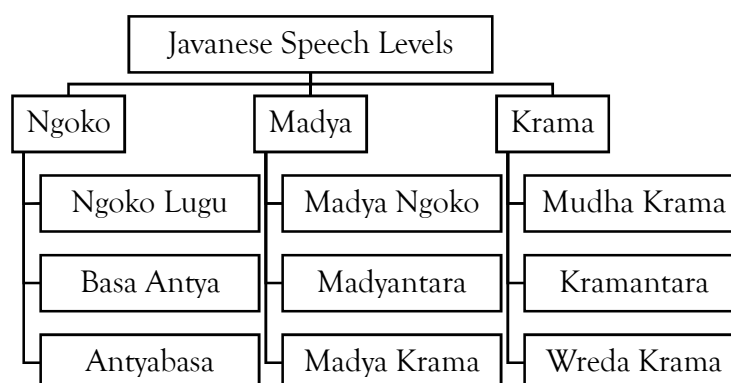 Javanese Speech Levels
Ngoko
Madya
Krama
Ngoko Lugu
Madya Ngoko
Mudha Krama
Basa Antya
Madyantara
Kramantara
Antyabasa
Madya Krama
Wreda Krama